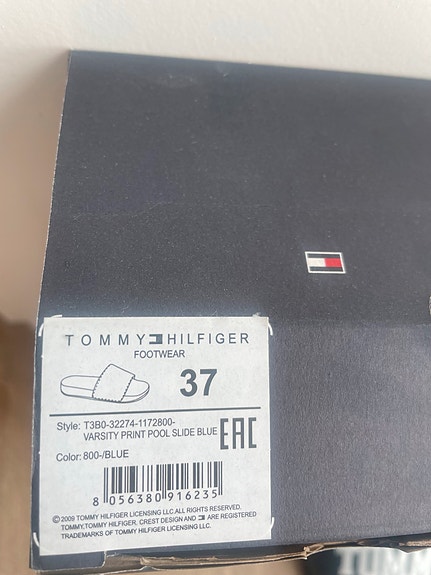 TOMMY HILFIGER
FOOTWEAR
37
Style: T3B0-32274-1172800-
VARSITY PRINT POOL SLIDE BLUE
EAC
Color: 800-/BLUE
8 056380 916235
© 2009 TOMMY HILFIGER LICENSING LLC.ALL RIGHTS RESERVED
TOMMY,TOMMY HILFIGER. CREST DESIGN AND ARE REGISTERED
TRADEMARKS OF TOMMY HILFIGER LICENSING LLC.